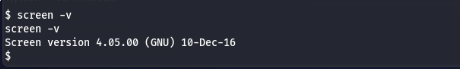 $ screen -v
screen -v
Screen version 4.05.00 (GNU) 10-Dec-16
$